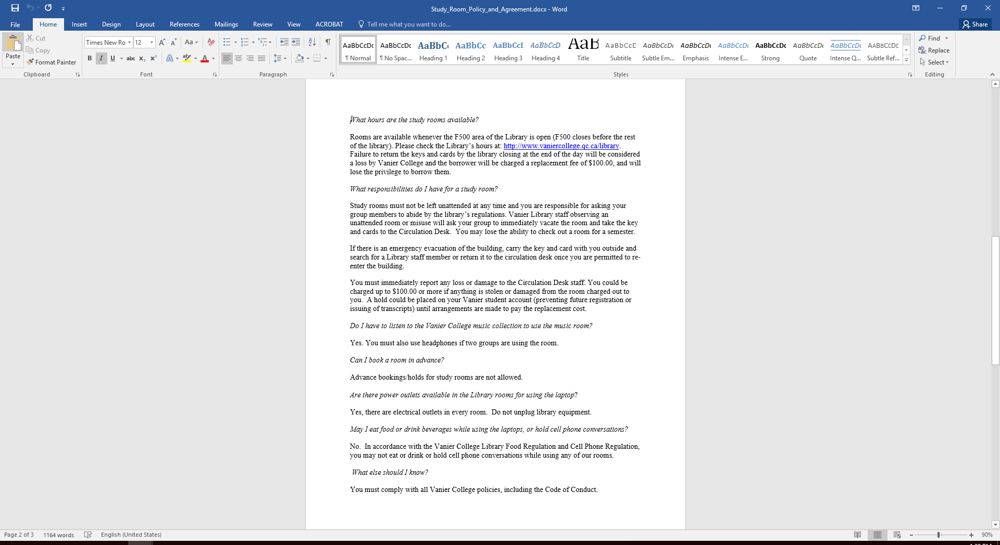 Study_Room_Policy_and_Agreement.docx - Word
File Home Insert Design Layout References Mailings Review View ACROBAT Tell me what you want to do... Share
Paste
Cut
Copy
Format Painter
Clipboard
Times New Ro 12
Font
Paragraph
AaBbCcDc AaBbCcDc AaBbC AaBbCc AaBbCcD AaBbCcD AaB AaBbCcD AaBbCcDc AaBbCcDc AaBbCcDc AaBbCcDc AaBbCcDc AaBbCcDc AABBCCDD
¶ Normal ¶ No Spac... Heading 1 Heading 2 Heading 3 Heading 4 Title Subtitle Subtle Em... Emphasis Intense E... Strong Quote Intense Q... Subtle Ref...
Styles
Find
Replace
Select
Editing
What hours are the study rooms available?
Rooms are available whenever the F500 area of the Library is open (F500 closes before the rest
of the library). Please check the Library’s hours at: http://www.vaniercollege.qc.ca/library.
Failure to return the keys and cards by the library closing at the end of the day will be considered
a loss by Vanier College and the borrower will be charged a replacement fee of $100.00, and will
lose the privilege to borrow them.
What responsibilities do I have for a study room?
Study rooms must not be left unattended at any time and you are responsible for asking your
group members to abide by the library’s regulations. Vanier Library staff observing an
unattended room or misuse will ask your group to immediately vacate the room and take the key
and cards to the Circulation Desk.  You may lose the ability to check out a room for a semester.
If there is an emergency evacuation of the building, carry the key and card with you outside and
search for a Library staff member or return it to the circulation desk once you are permitted to re-
enter the building.
You must immediately report any loss or damage to the Circulation Desk staff. You could be
charged up to $100.00 or more if anything is stolen or damaged from the room charged out to
you.  A hold could be placed on your Vanier student account (preventing future registration or
issuing of transcripts) until arrangements are made to pay the replacement cost.
Do I have to listen to the Vanier College music collection to use the music room?
Yes. You must also use headphones if two groups are using the room.
Can I book a room in advance?
Advance bookings/holds for study rooms are not allowed.
Are there power outlets available in the Library rooms for using the laptop?
Yes, there are electrical outlets in every room.  Do not unplug library equipment.
May I eat food or drink beverages while using the laptops, or hold cell phone conversations?
No.  In accordance with the Vanier College Library Food Regulation and Cell Phone Regulation,
you may not eat or drink or hold cell phone conversations while using any of our rooms.
What else should I know?
You must comply with all Vanier College policies, including the Code of Conduct.
Page 2 of 3 1164 words English (United States) 90%